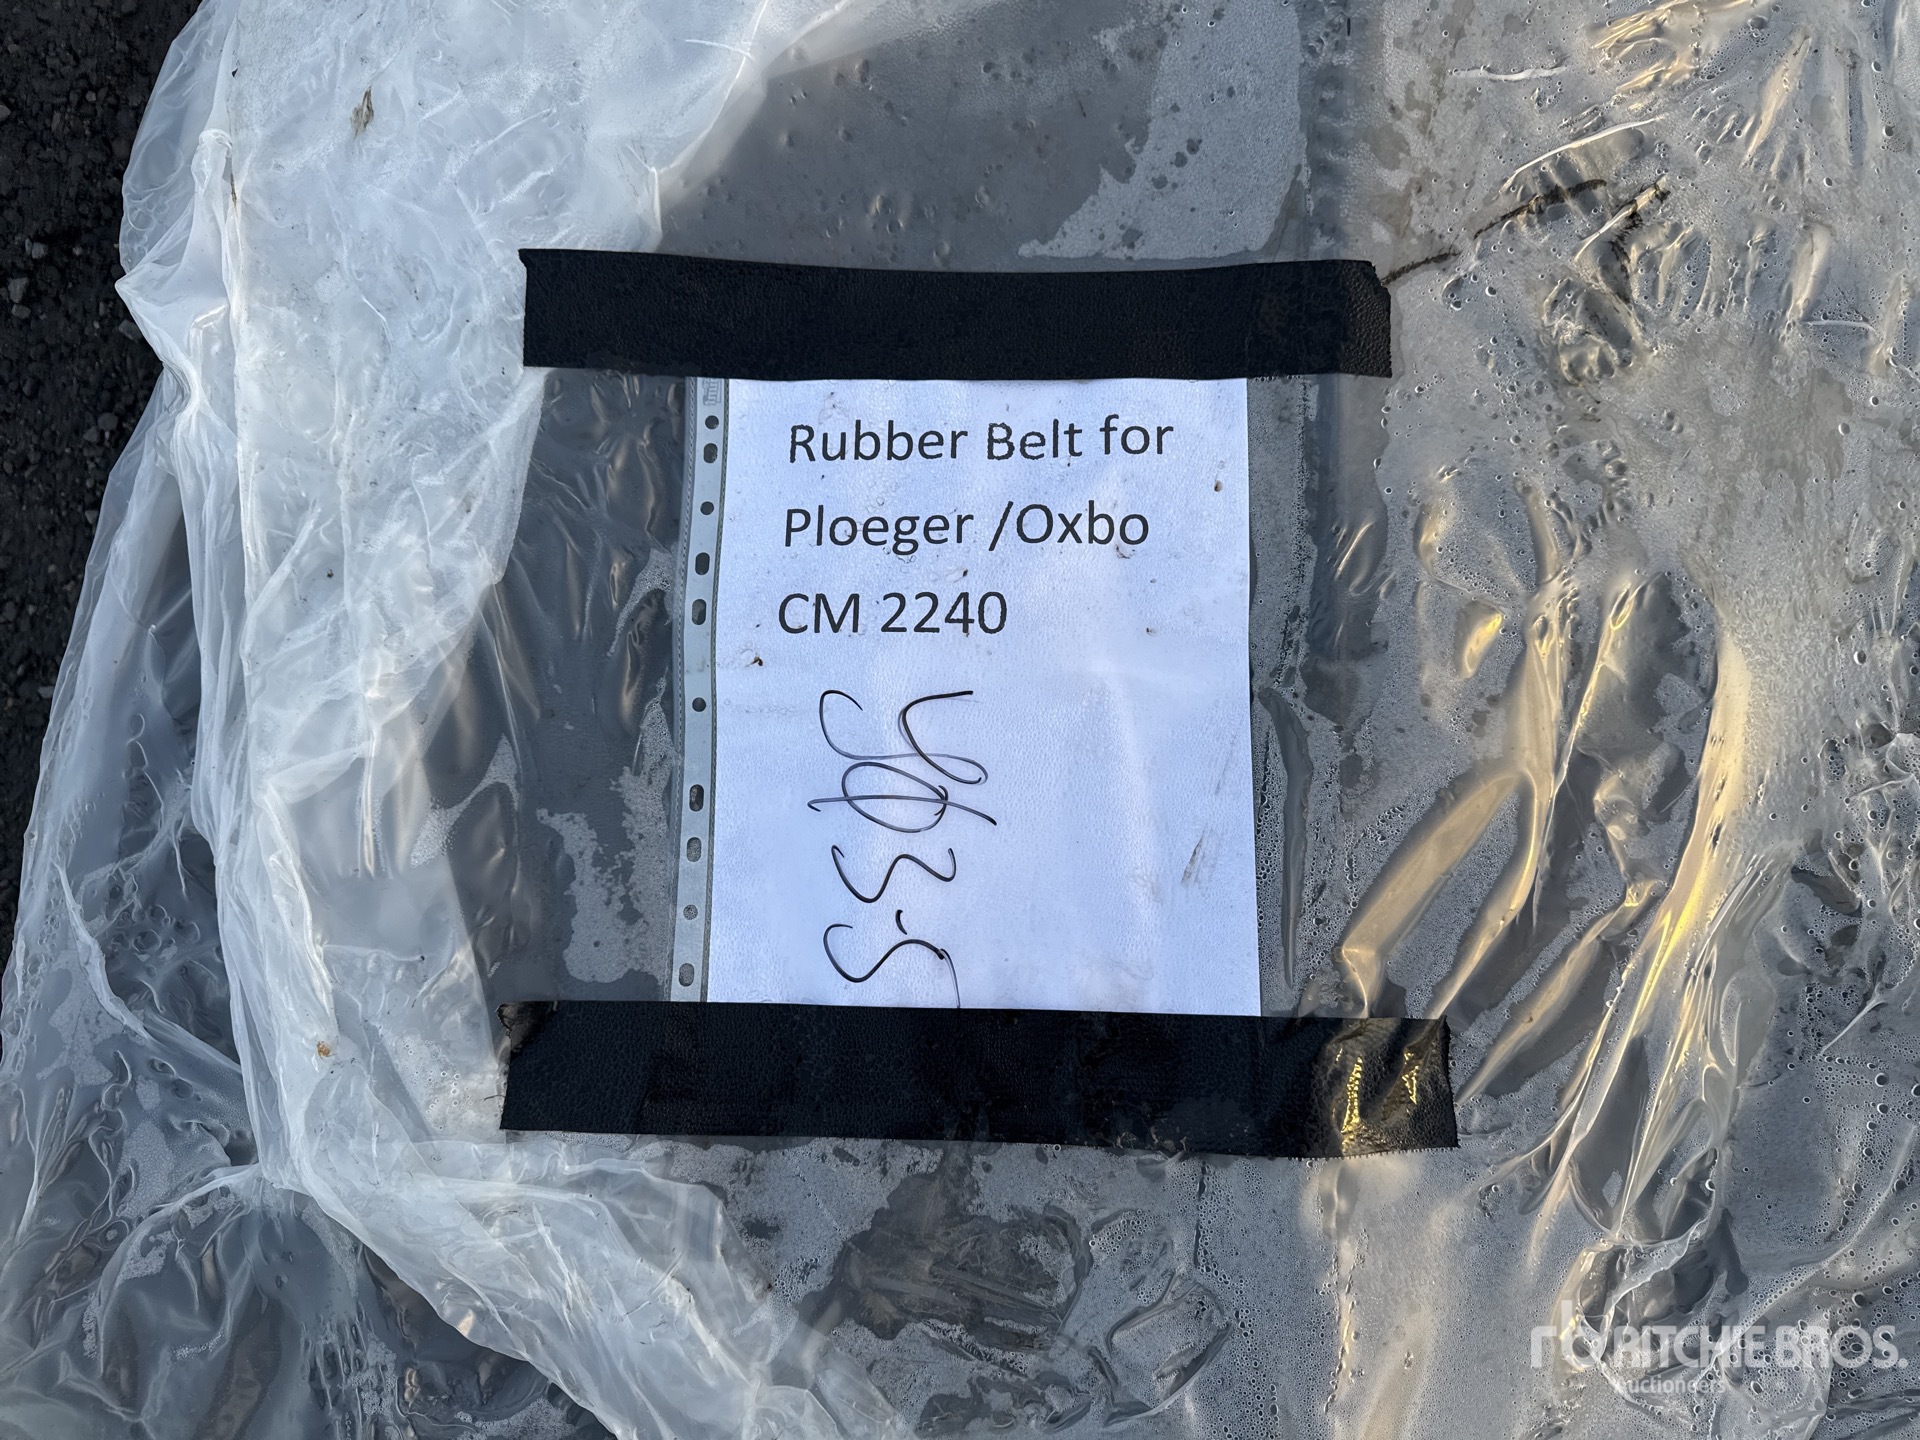 Rubber Belt for
Ploeger /Oxbo
CM 2240
RITCHIE BROS.
Auctioneers